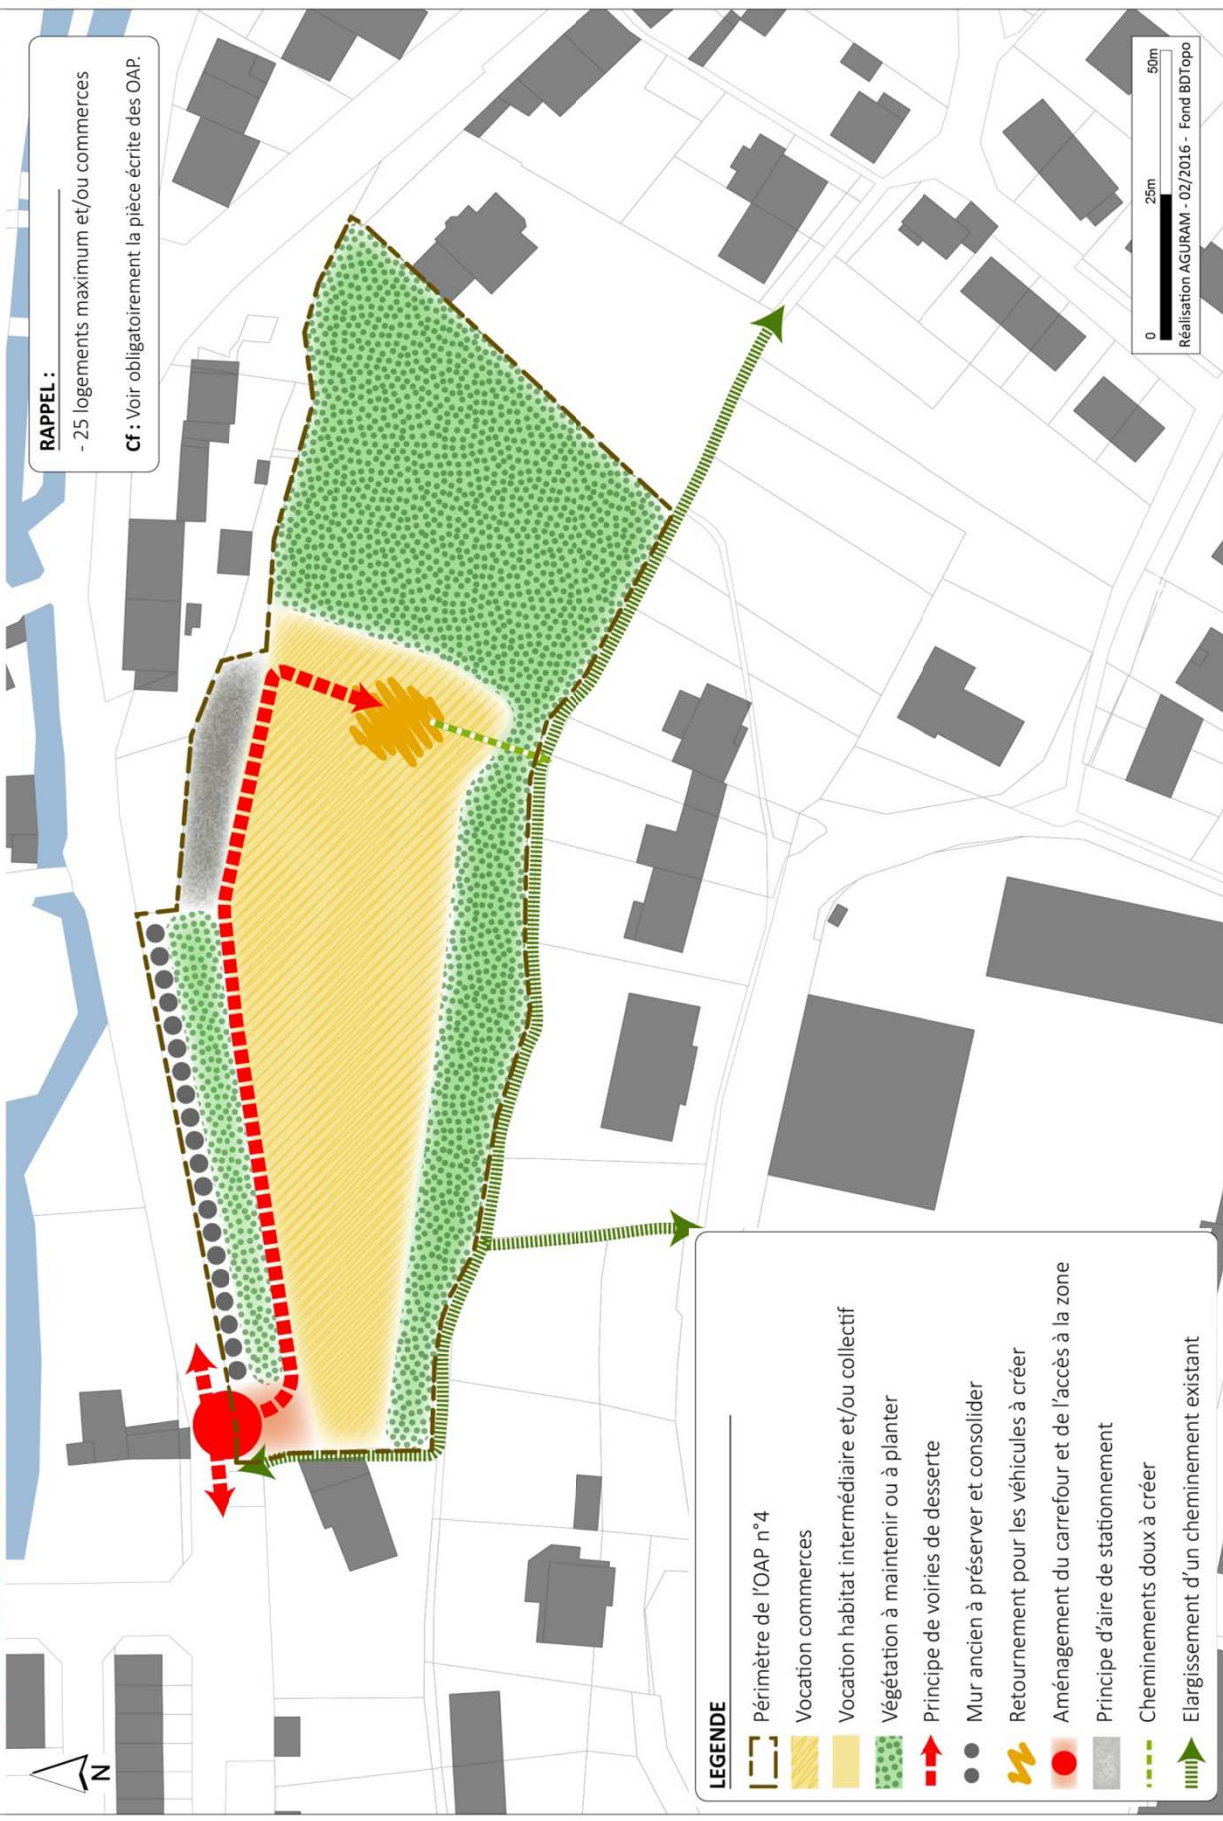 RAPPEL :
- 25 logements maximum et/ou commerces
Cf : Voir obligatoirement la pièce écrite des OAP.
N
LEGENDE
Périmètre de l'OAP n°4
Vocation commerces
Vocation habitat intermédiaire et/ou collectif
Végétation à maintenir ou à planter
Principe de voiries de desserte
Mur ancien à préserver et consolider
Retournement pour les véhicules à créer
Aménagement du carrefour et de l'accès à la zone
Principe d'aire de stationnement
Cheminements doux à créer
Elargissement d'un cheminement existant
0 25m 50m
Réalisation AGURAM - 02/2016 - Fond BDTopo